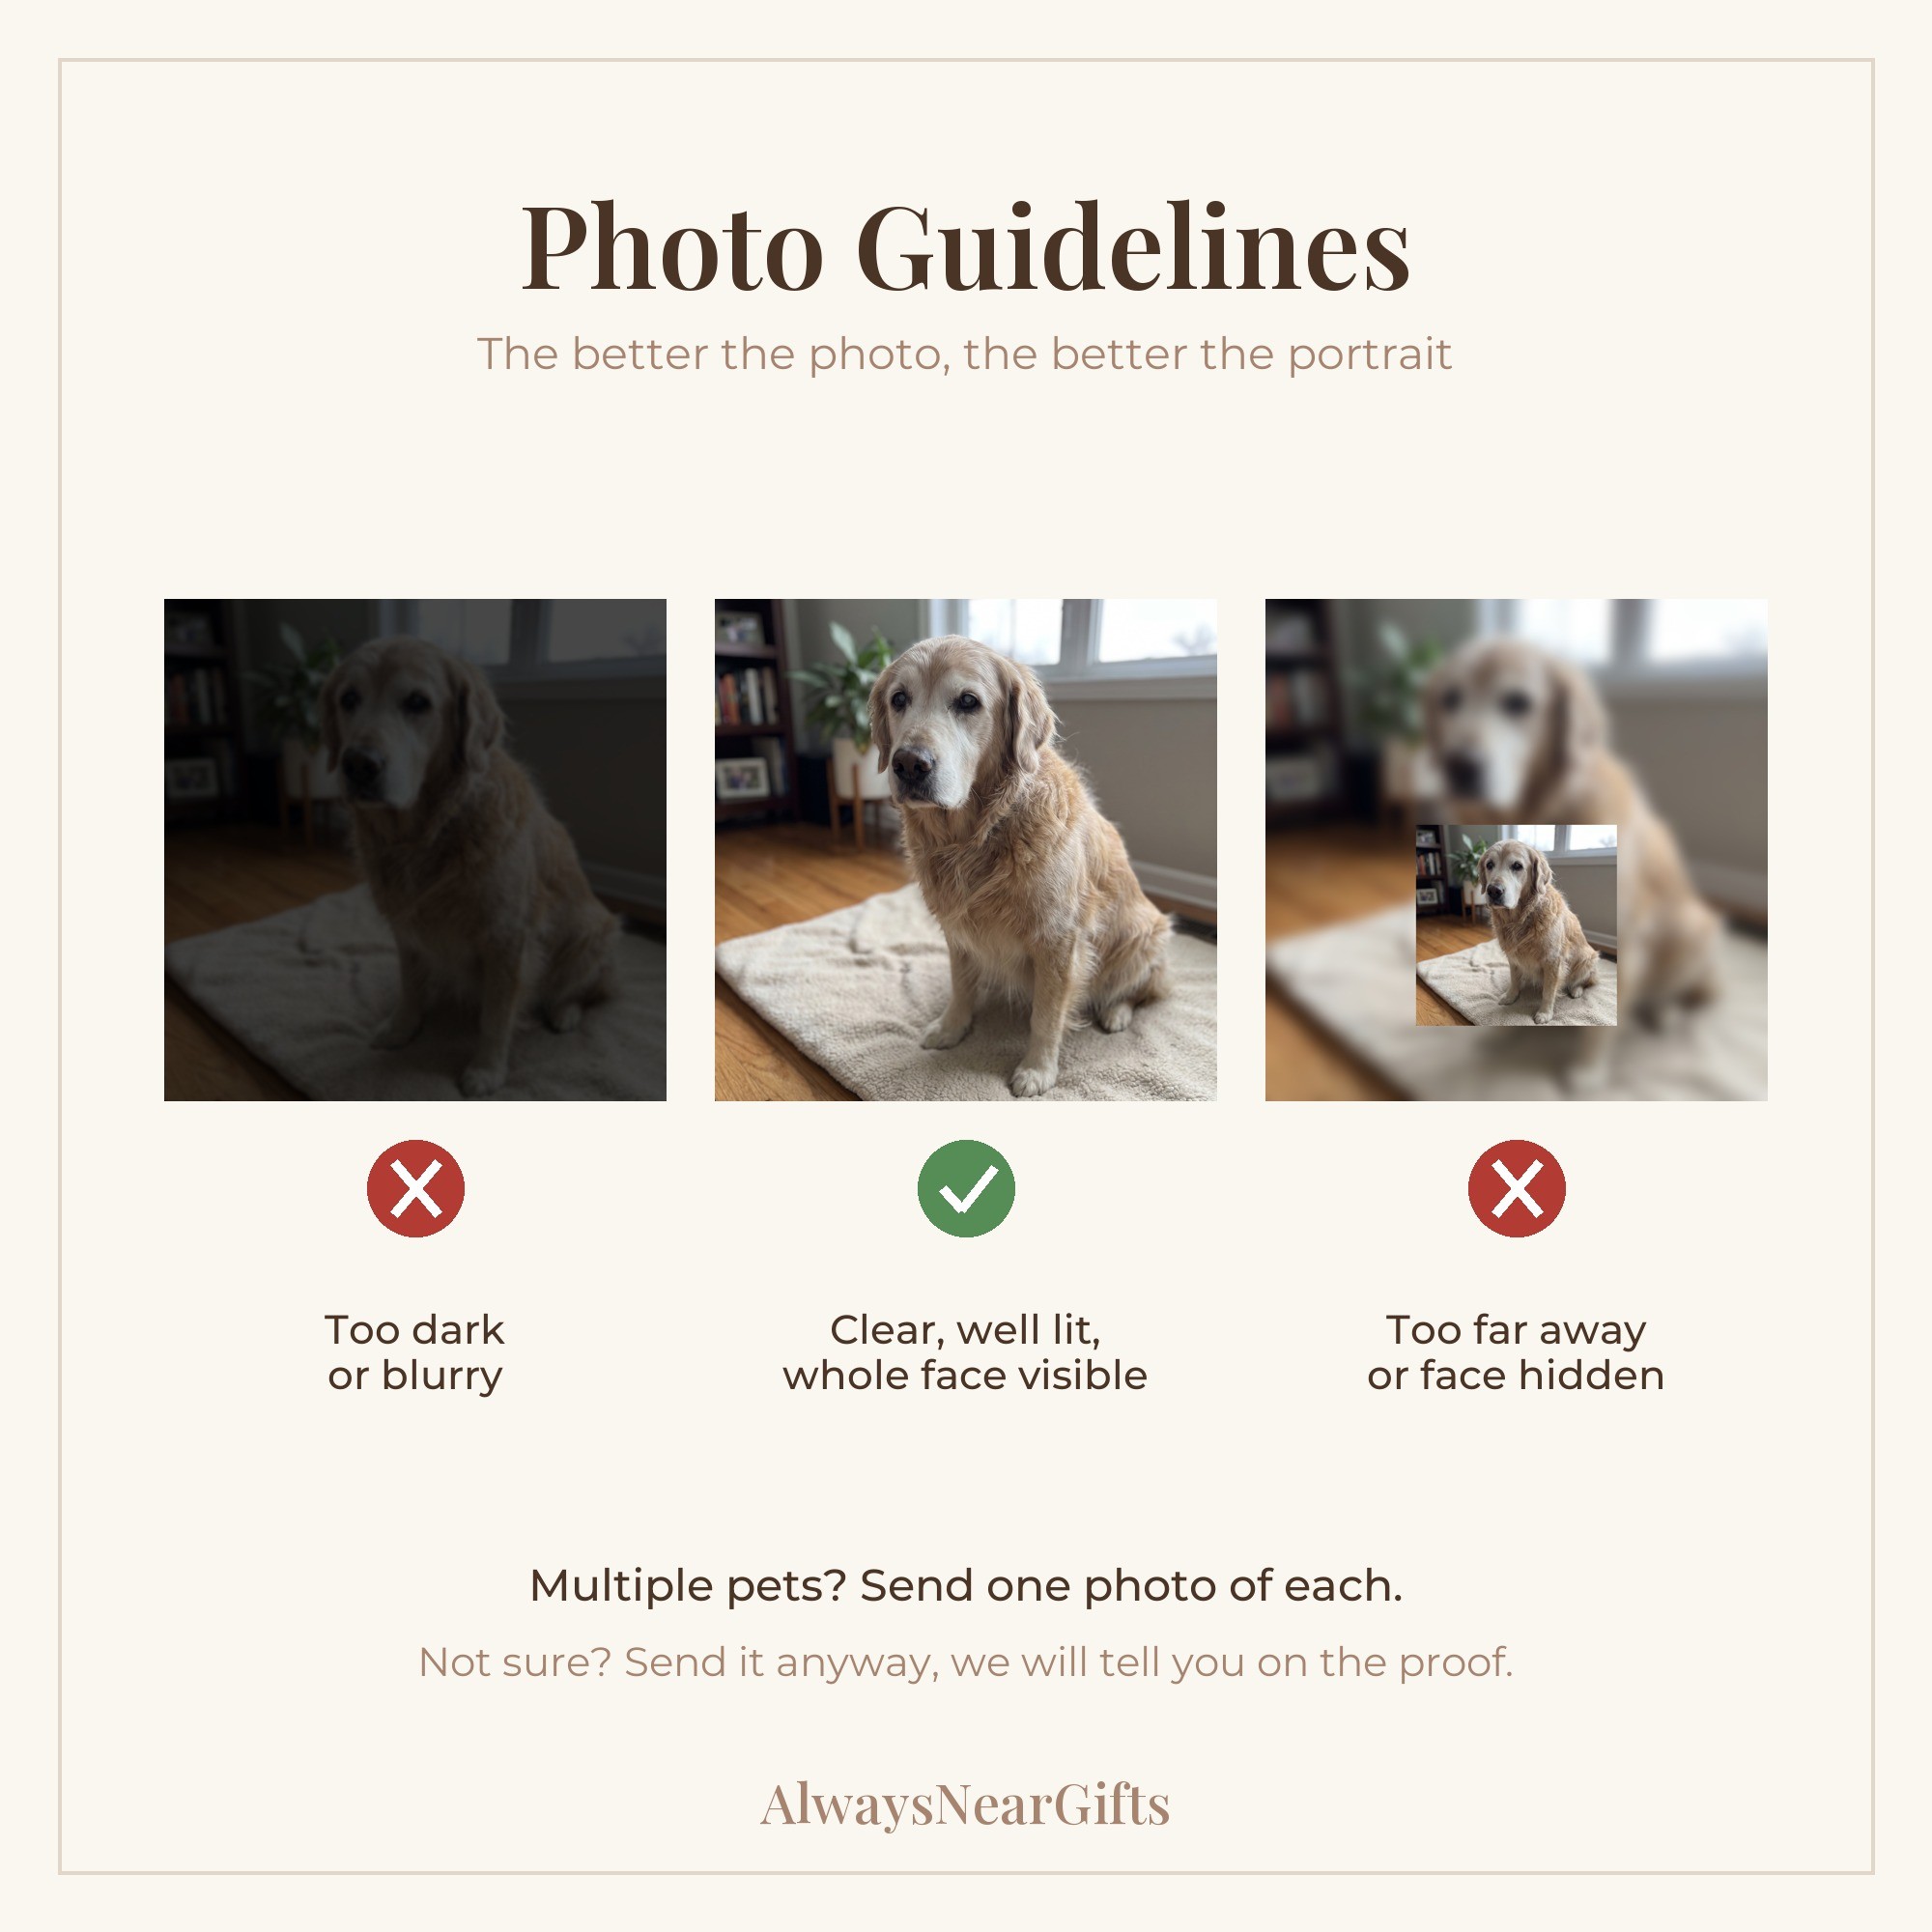 Photo Guidelines
The better the photo, the better the portrait
Too dark
or blurry
Clear, well lit,
whole face visible
Too far away
or face hidden
Multiple pets? Send one photo of each.
Not sure? Send it anyway, we will tell you on the proof.
AlwaysNearGifts